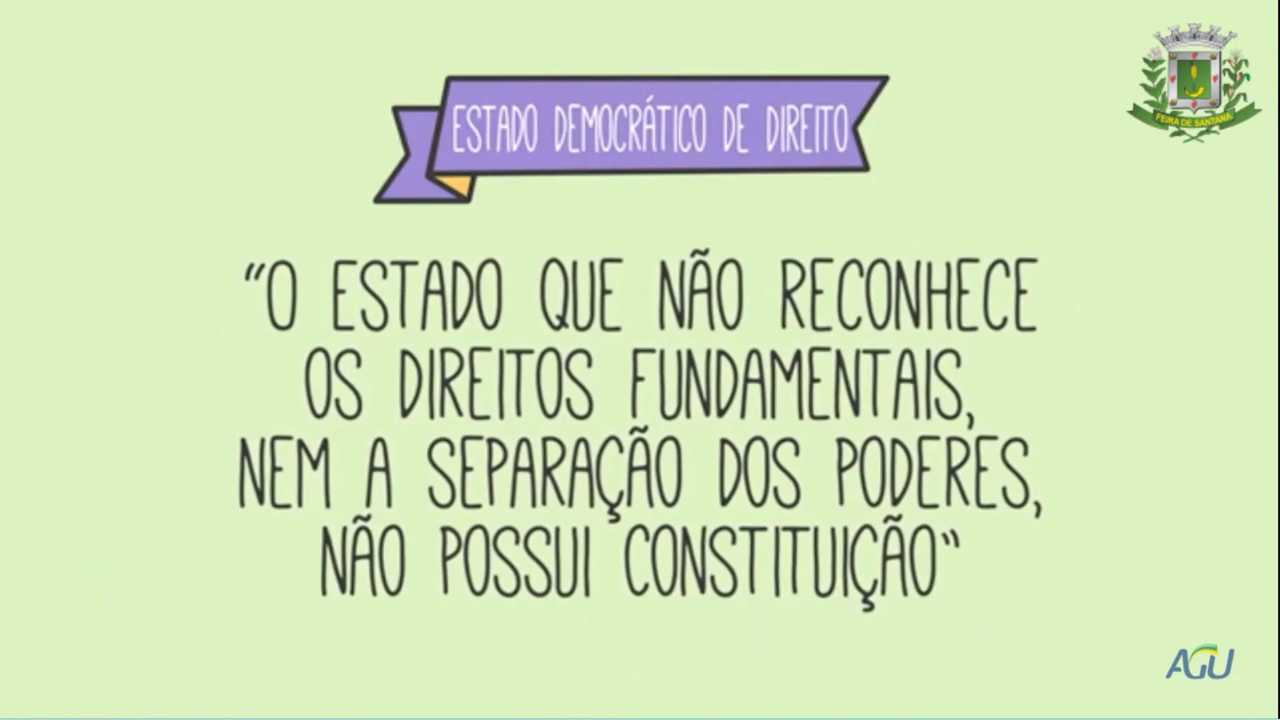 FEIRA DE SANTANA
ESTADO DEMOCRÁTICO DE DIREITO
“O ESTADO QUE NÃO RECONHECE
OS DIREITOS FUNDAMENTAIS,
NEM A SEPARAÇÃO DOS PODERES,
NÃO POSSUI CONSTITUIÇÃO“
AGU